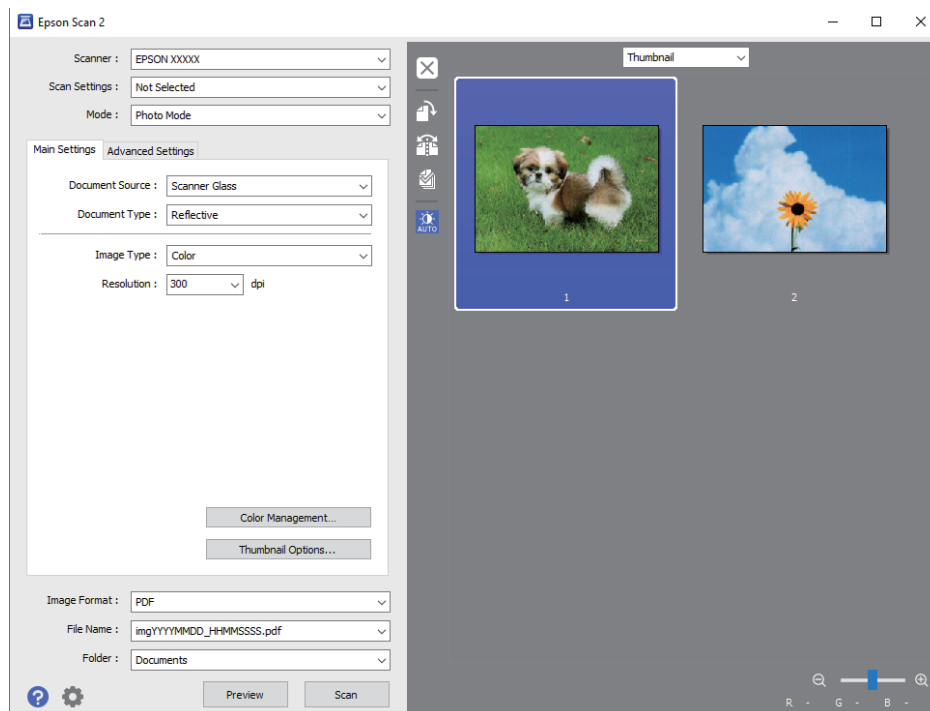 Epson Scan 2
Scanner : EPSON XXXXX
Scan Settings : Not Selected
Mode : Photo Mode
Main Settings Advanced Settings
Document Source : Scanner Glass
Document Type : Reflective
Image Type : Color
Resolution : 300 dpi
Color Management...
Thumbnail Options...
Image Format : PDF
File Name : imgYYYYMMDD_HHMMSSSS.pdf
Folder : Documents
? Preview Scan
Thumbnail
AUTO
1 2
R - G - B -